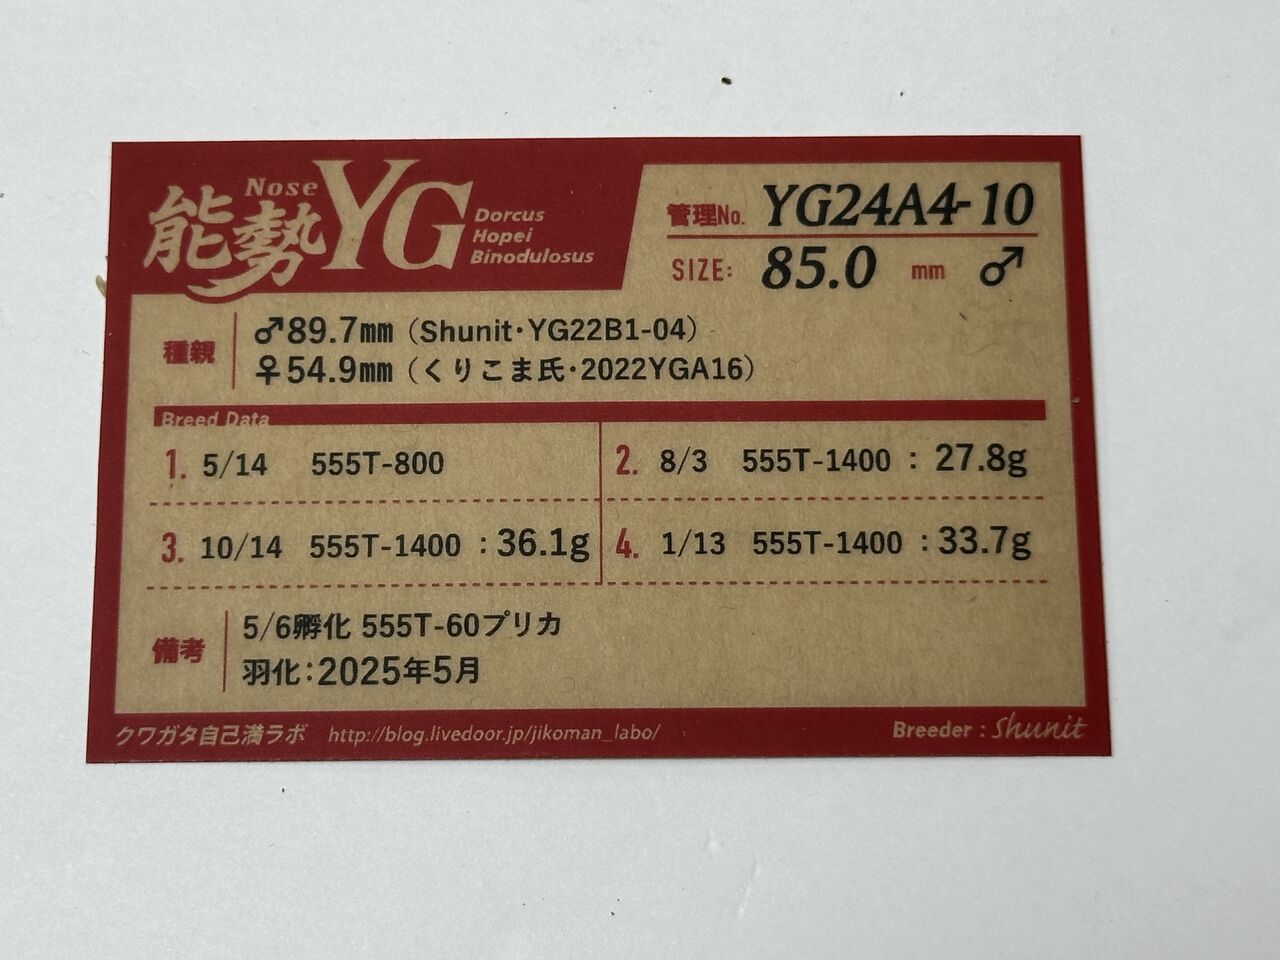 能勢 Nose YG
Dorcus
Hopei
Binodulosus
管理No. YG24A4-10
SIZE: 85.0 mm ♂
種親
♂89.7㎜（Shunit･YG22B1-04）
♀54.9㎜（くりこま氏･2022YGA16）
Breed Data
1. 5/14 555T-800
2. 8/3 555T-1400：27.8g
3. 10/14 555T-1400：36.1g
4. 1/13 555T-1400：33.7g
備考
5/6孵化 555T-60プリカ
羽化：2025年5月
クワガタ自己満ラボ http://blog.livedoor.jp/jikoman_labo/
Breeder : Shunit